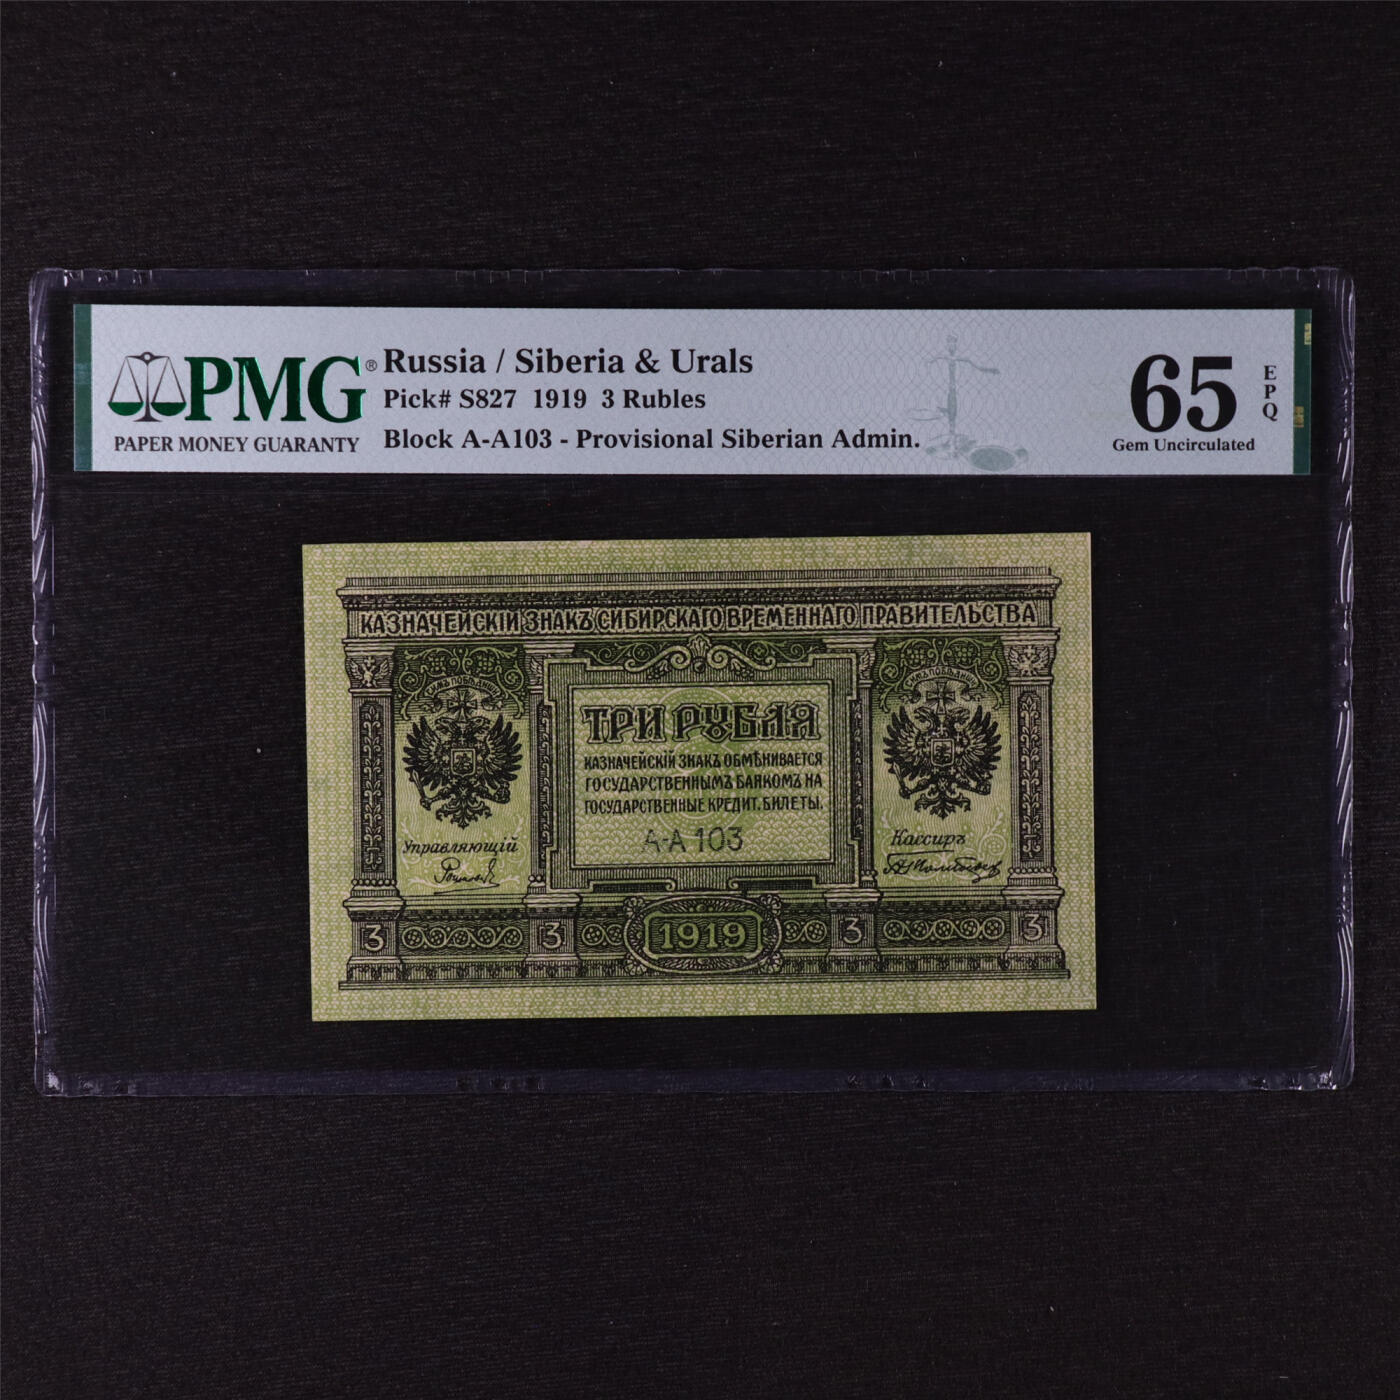 PMG®
PAPER MONEY GUARANTY
Russia / Siberia & Urals
Pick# S827 1919 3 Rubles
Block A-A103 - Provisional Siberian Admin.
65
EPQ
Gem Uncirculated
КАЗНАЧЕЙСКІЙ ЗНАКЪ СИБИРСКАГО ВРЕМЕННАГО ПРАВИТЕЛЬСТВА
ТРИ РУБЛЯ
КАЗНАЧЕЙСКІЙ ЗНАКЪ ОБМѢНИВАЕТСЯ
ГОСУДАРСТВЕННЫМЪ БАНКОМЪ НА
ГОСУДАРСТВЕННЫЕ КРЕДИТ. БИЛЕТЫ.
А-А 103
Управляющій
Кассиръ
3 3 1919 3 3